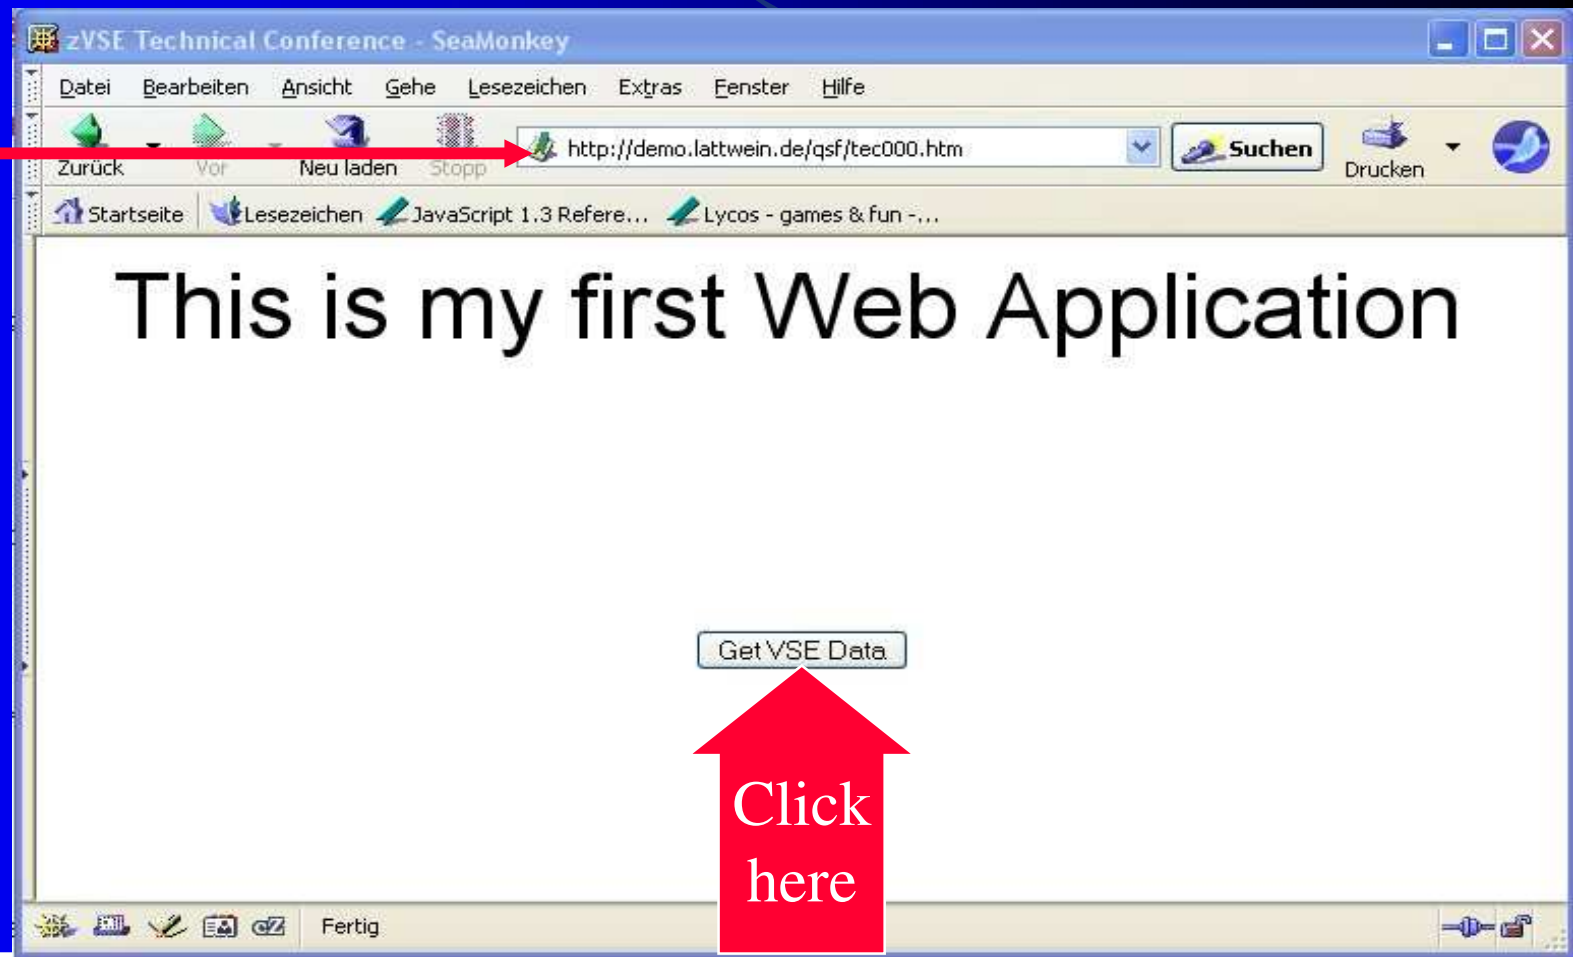 zVSE Technical Conference - SeaMonkey
Datei Bearbeiten Ansicht Gehe Lesezeichen Extras Fenster Hilfe
Zurück Vor Neu laden Stopp http://demo.lattwein.de/qsf/tec000.htm Suchen Drucken
Startseite Lesezeichen JavaScript 1.3 Refere... Lycos - games & fun -...
This is my first Web Application
Get VSE Data
Click
here
Fertig